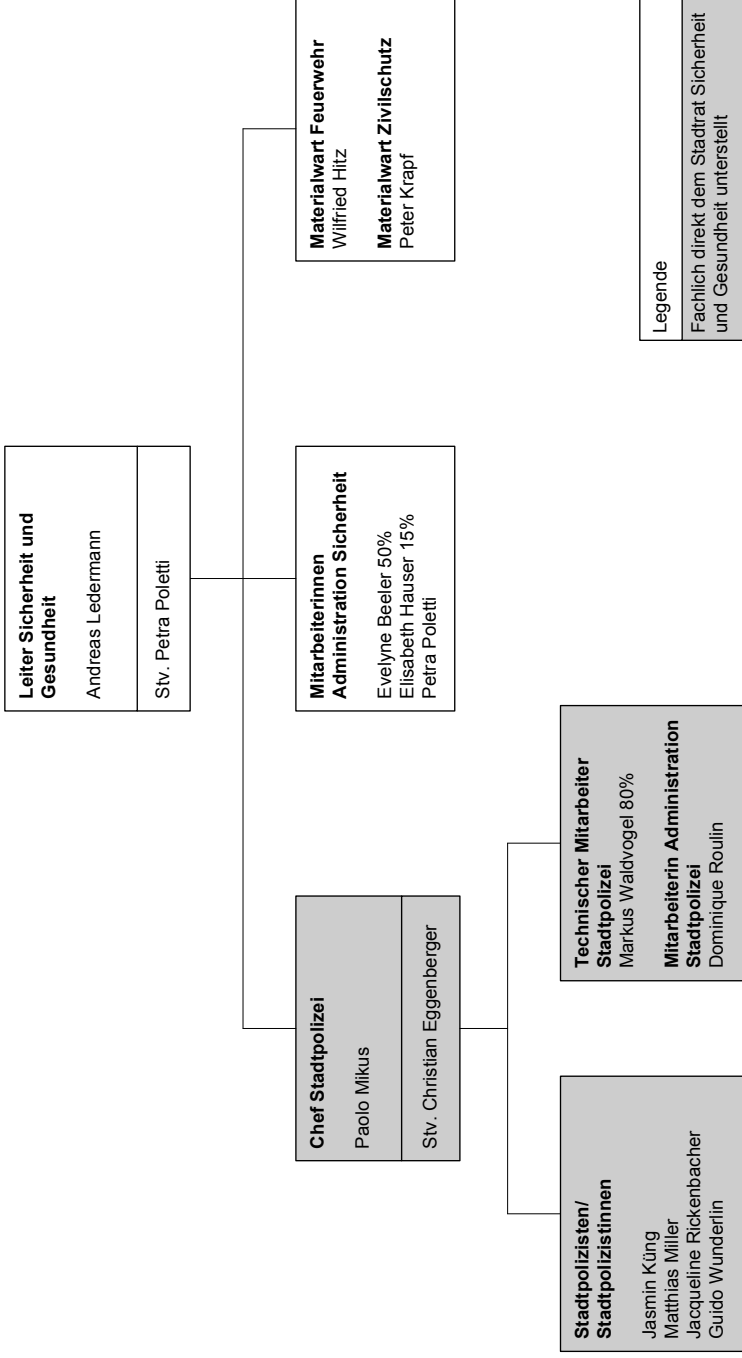 Leiter Sicherheit und
Gesundheit
Andreas Ledermann
Stv. Petra Poletti
Chef Stadtpolizei
Paolo Mikus
Stv. Christian Eggenberger
Mitarbeiterinnen
Administration Sicherheit
Evelyne Beeler 50%
Elisabeth Hauser 15%
Petra Poletti
Materialwart Feuerwehr
Wilfried Hitz
Materialwart Zivilschutz
Peter Krapf
Stadtpolizisten/
Stadtpolizistinnen
Jasmin Küng
Matthias Miller
Jacqueline Rickenbacher
Guido Wunderlin
Technischer Mitarbeiter
Stadtpolizei
Markus Waldvogel 80%
Mitarbeiterin Administration
Stadtpolizei
Dominique Roulin
Legende
Fachlich direkt dem Stadtrat Sicherheit
und Gesundheit unterstellt